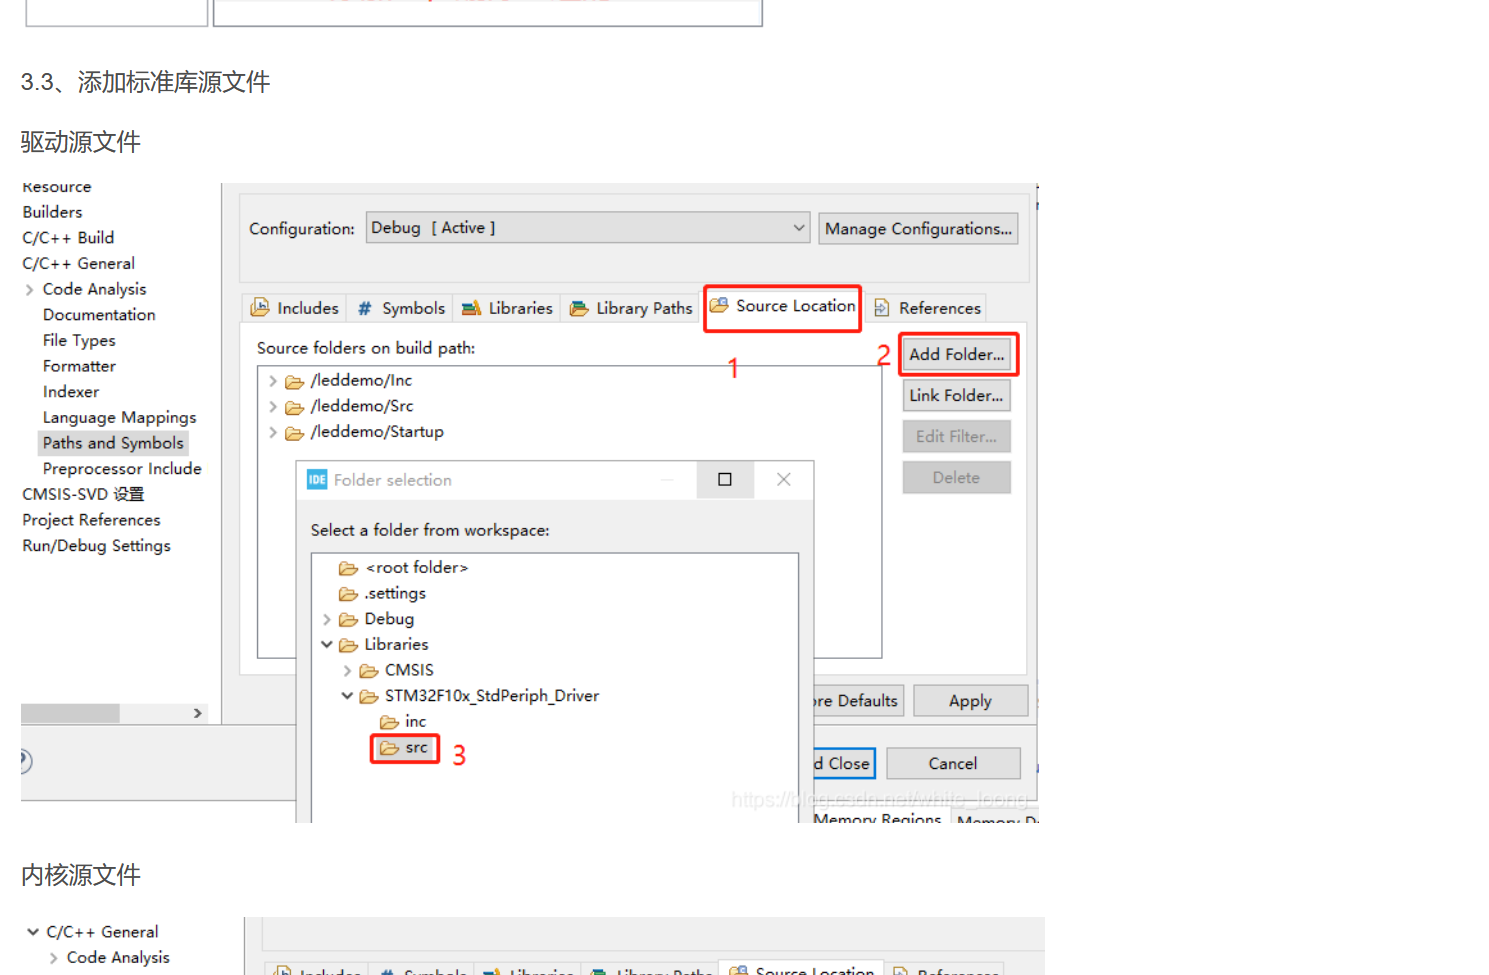 3.3、添加标准库源文件
驱动源文件
Resource
Builders
C/C++ Build
C/C++ General
Code Analysis
Documentation
File Types
Formatter
Indexer
Language Mappings
Paths and Symbols
Preprocessor Include
CMSIS-SVD 设置
Project References
Run/Debug Settings
Configuration: Debug [ Active ] Manage Configurations...
Includes # Symbols Libraries Library Paths Source Location References
Source folders on build path:
1
2
Add Folder...
Link Folder...
Edit Filter...
Delete
/leddemo/Inc
/leddemo/Src
/leddemo/Startup
IDE Folder selection
Select a folder from workspace:
<root folder>
.settings
Debug
Libraries
CMSIS
STM32F10x_StdPeriph_Driver
inc
src 3
ore Defaults Apply
d Close Cancel
https://blog.csdn.net/white_loong
Memory Regions
内核源文件
C/C++ General
Code Analysis
Includes # Symbols Libraries Library Paths Source Location References